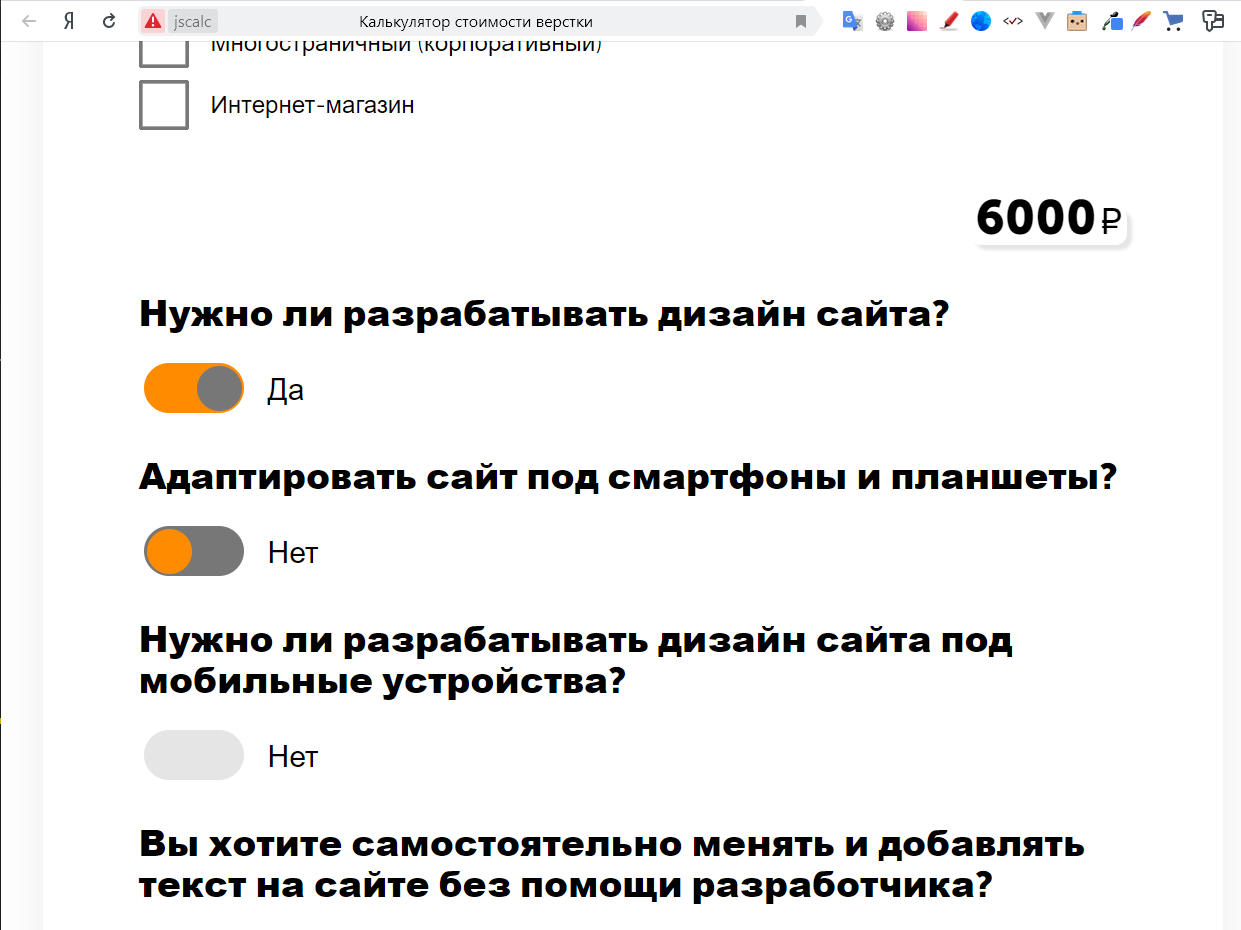 Я jscalc Калькулятор стоимости верстки
Многостраничный (корпоративный)
Интернет-магазин
6000 ₽
Нужно ли разрабатывать дизайн сайта?
Да
Адаптировать сайт под смартфоны и планшеты?
Нет
Нужно ли разрабатывать дизайн сайта под
мобильные устройства?
Нет
Вы хотите самостоятельно менять и добавлять
текст на сайте без помощи разработчика?